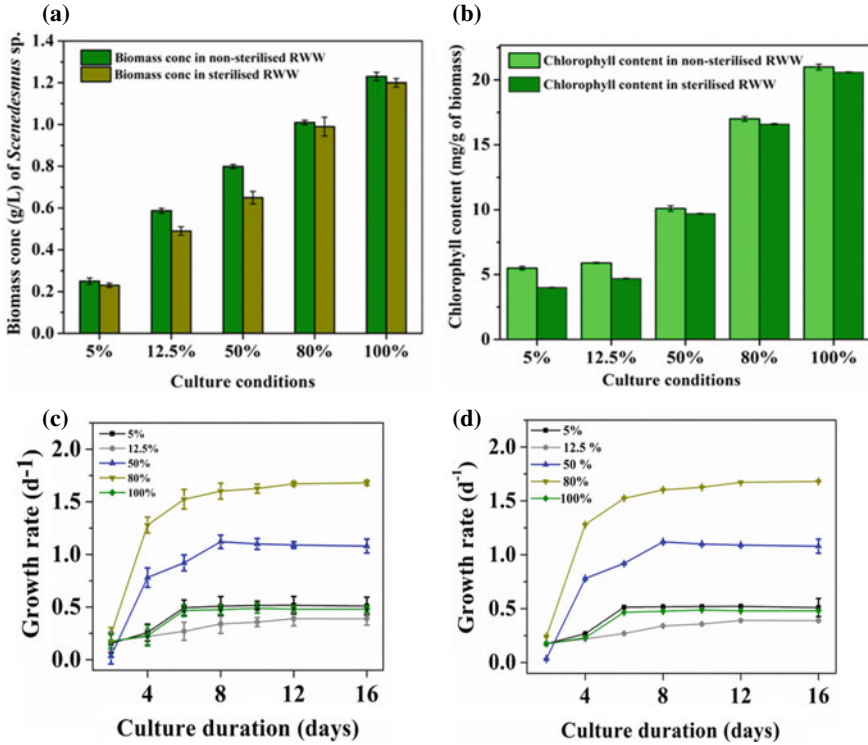 (a)
Biomass conc (g/L) of Scenedesmus sp.
1.4
1.2
1.0
0.8
0.6
0.4
0.2
0.0
Biomass conc in non-sterilised RWW
Biomass conc in sterilised RWW
5% 12.5% 50% 80% 100%
Culture conditions
(b)
Chlorophyll content (mg/g of biomass)
20
15
10
5
0
Chlorophyll content in non-sterilised RWW
Chlorophyll content in sterilised RWW
5% 12.5% 50% 80% 100%
Culture conditions
(c)
Growth rate (d-1)
2.0
1.5
1.0
0.5
0.0
5%
12.5%
50%
80%
100%
4 8 12 16
Culture duration (days)
(d)
Growth rate (d-1)
2.0
1.5
1.0
0.5
0.0
5%
12.5 %
50 %
80%
100%
4 8 12 16
Culture duration (days)